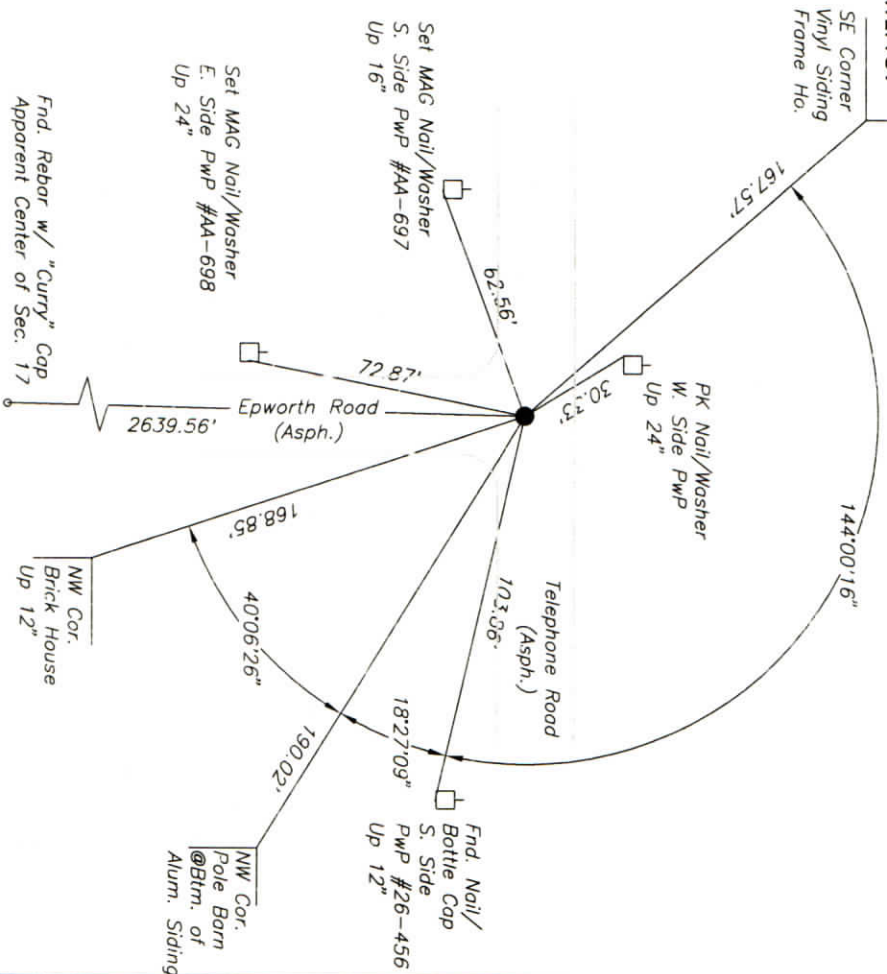 SE Corner
Vinyl Siding
Frame Ho.
167.57'
Set MAG Nail/Washer
S. Side PwP #AA-697
Up 16"
62.56'
PK Nail/Washer
W. Side PwP
Up 24"
30.33'
144°00'16"
Set MAG Nail/Washer
E. Side PwP #AA-698
Up 24"
72.87'
Telephone Road
(Asph.)
103.86'
Fnd. Rebar w/ "Curry" Cap
Apparent Center of Sec. 17
Epworth Road
(Asph.)
2639.56'
168.85'
NW Cor.
Brick House
Up 12"
40°06'26"
18°27'09"
190.02'
Fnd. Nail/
Bottle Cap
S. Side
PwP #26-456
Up 12"
NW Cor.
Pole Barn
@Btm. of
Alum. Siding